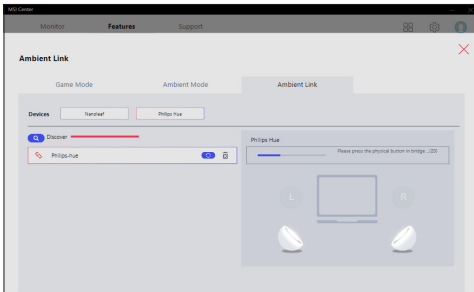 MSI Center
Monitor
Features
Support
Ambient Link
Game Mode
Ambient Mode
Ambient Link
Devices
Nanoleaf
Philips Hue
Discover
Philips Hue
Philips-hue
Please press the physical button in bridge ...(20)
L
R